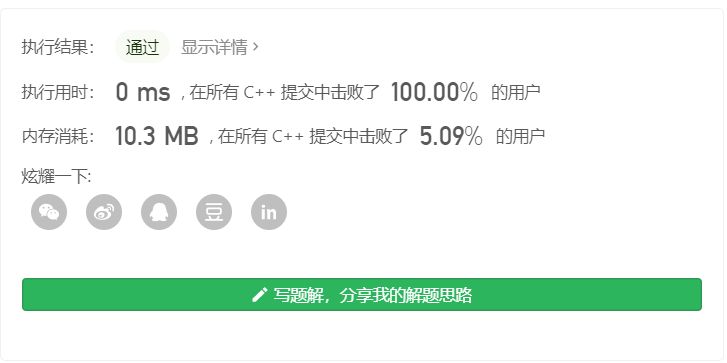 执行结果： 通过 显示详情 >
执行用时： 0 ms , 在所有 C++ 提交中击败了 100.00% 的用户
内存消耗： 10.3 MB , 在所有 C++ 提交中击败了 5.09% 的用户
炫耀一下:
豆 in
写题解，分享我的解题思路